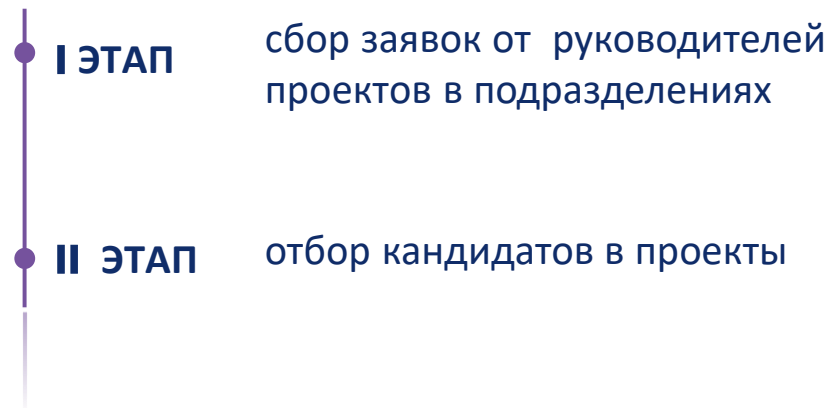 I ЭТАП
сбор заявок от руководителей
проектов в подразделениях
II ЭТАП
отбор кандидатов в проекты